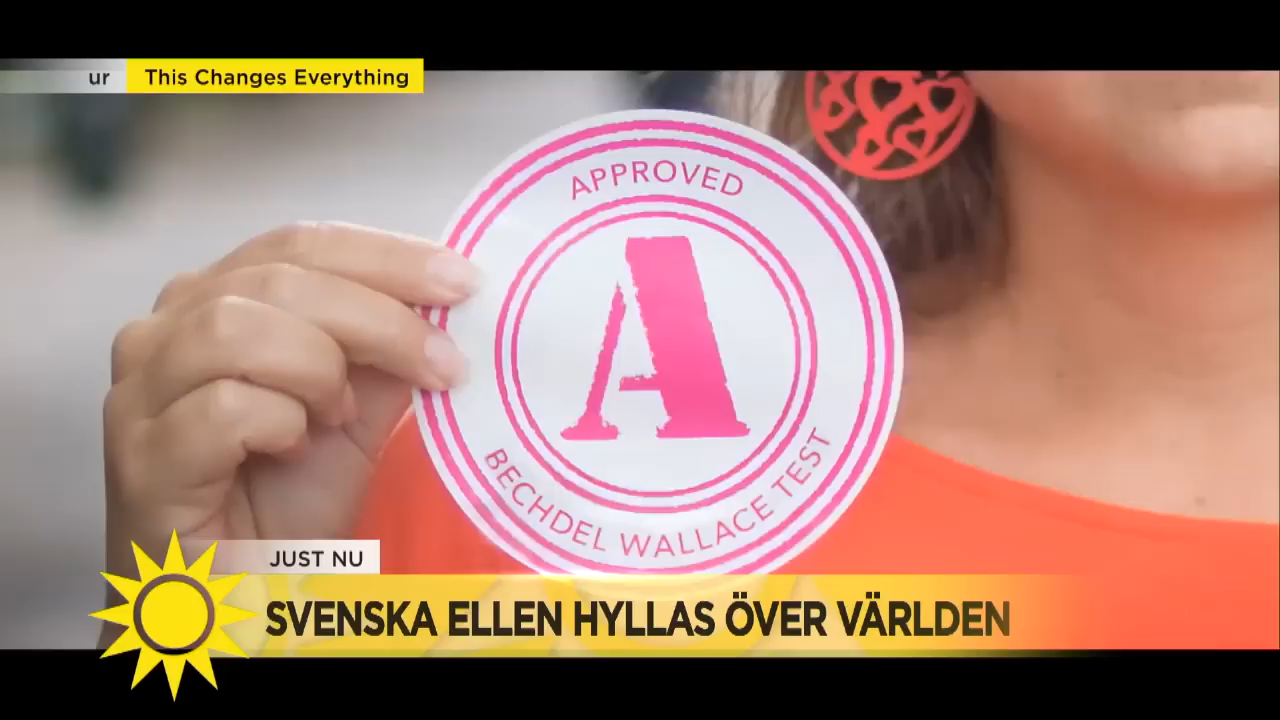 ur This Changes Everything
APPROVED
A
BECHDEL WALLACE TEST
JUST NU
SVENSKA ELLEN HYLLAS ÖVER VÄRLDEN